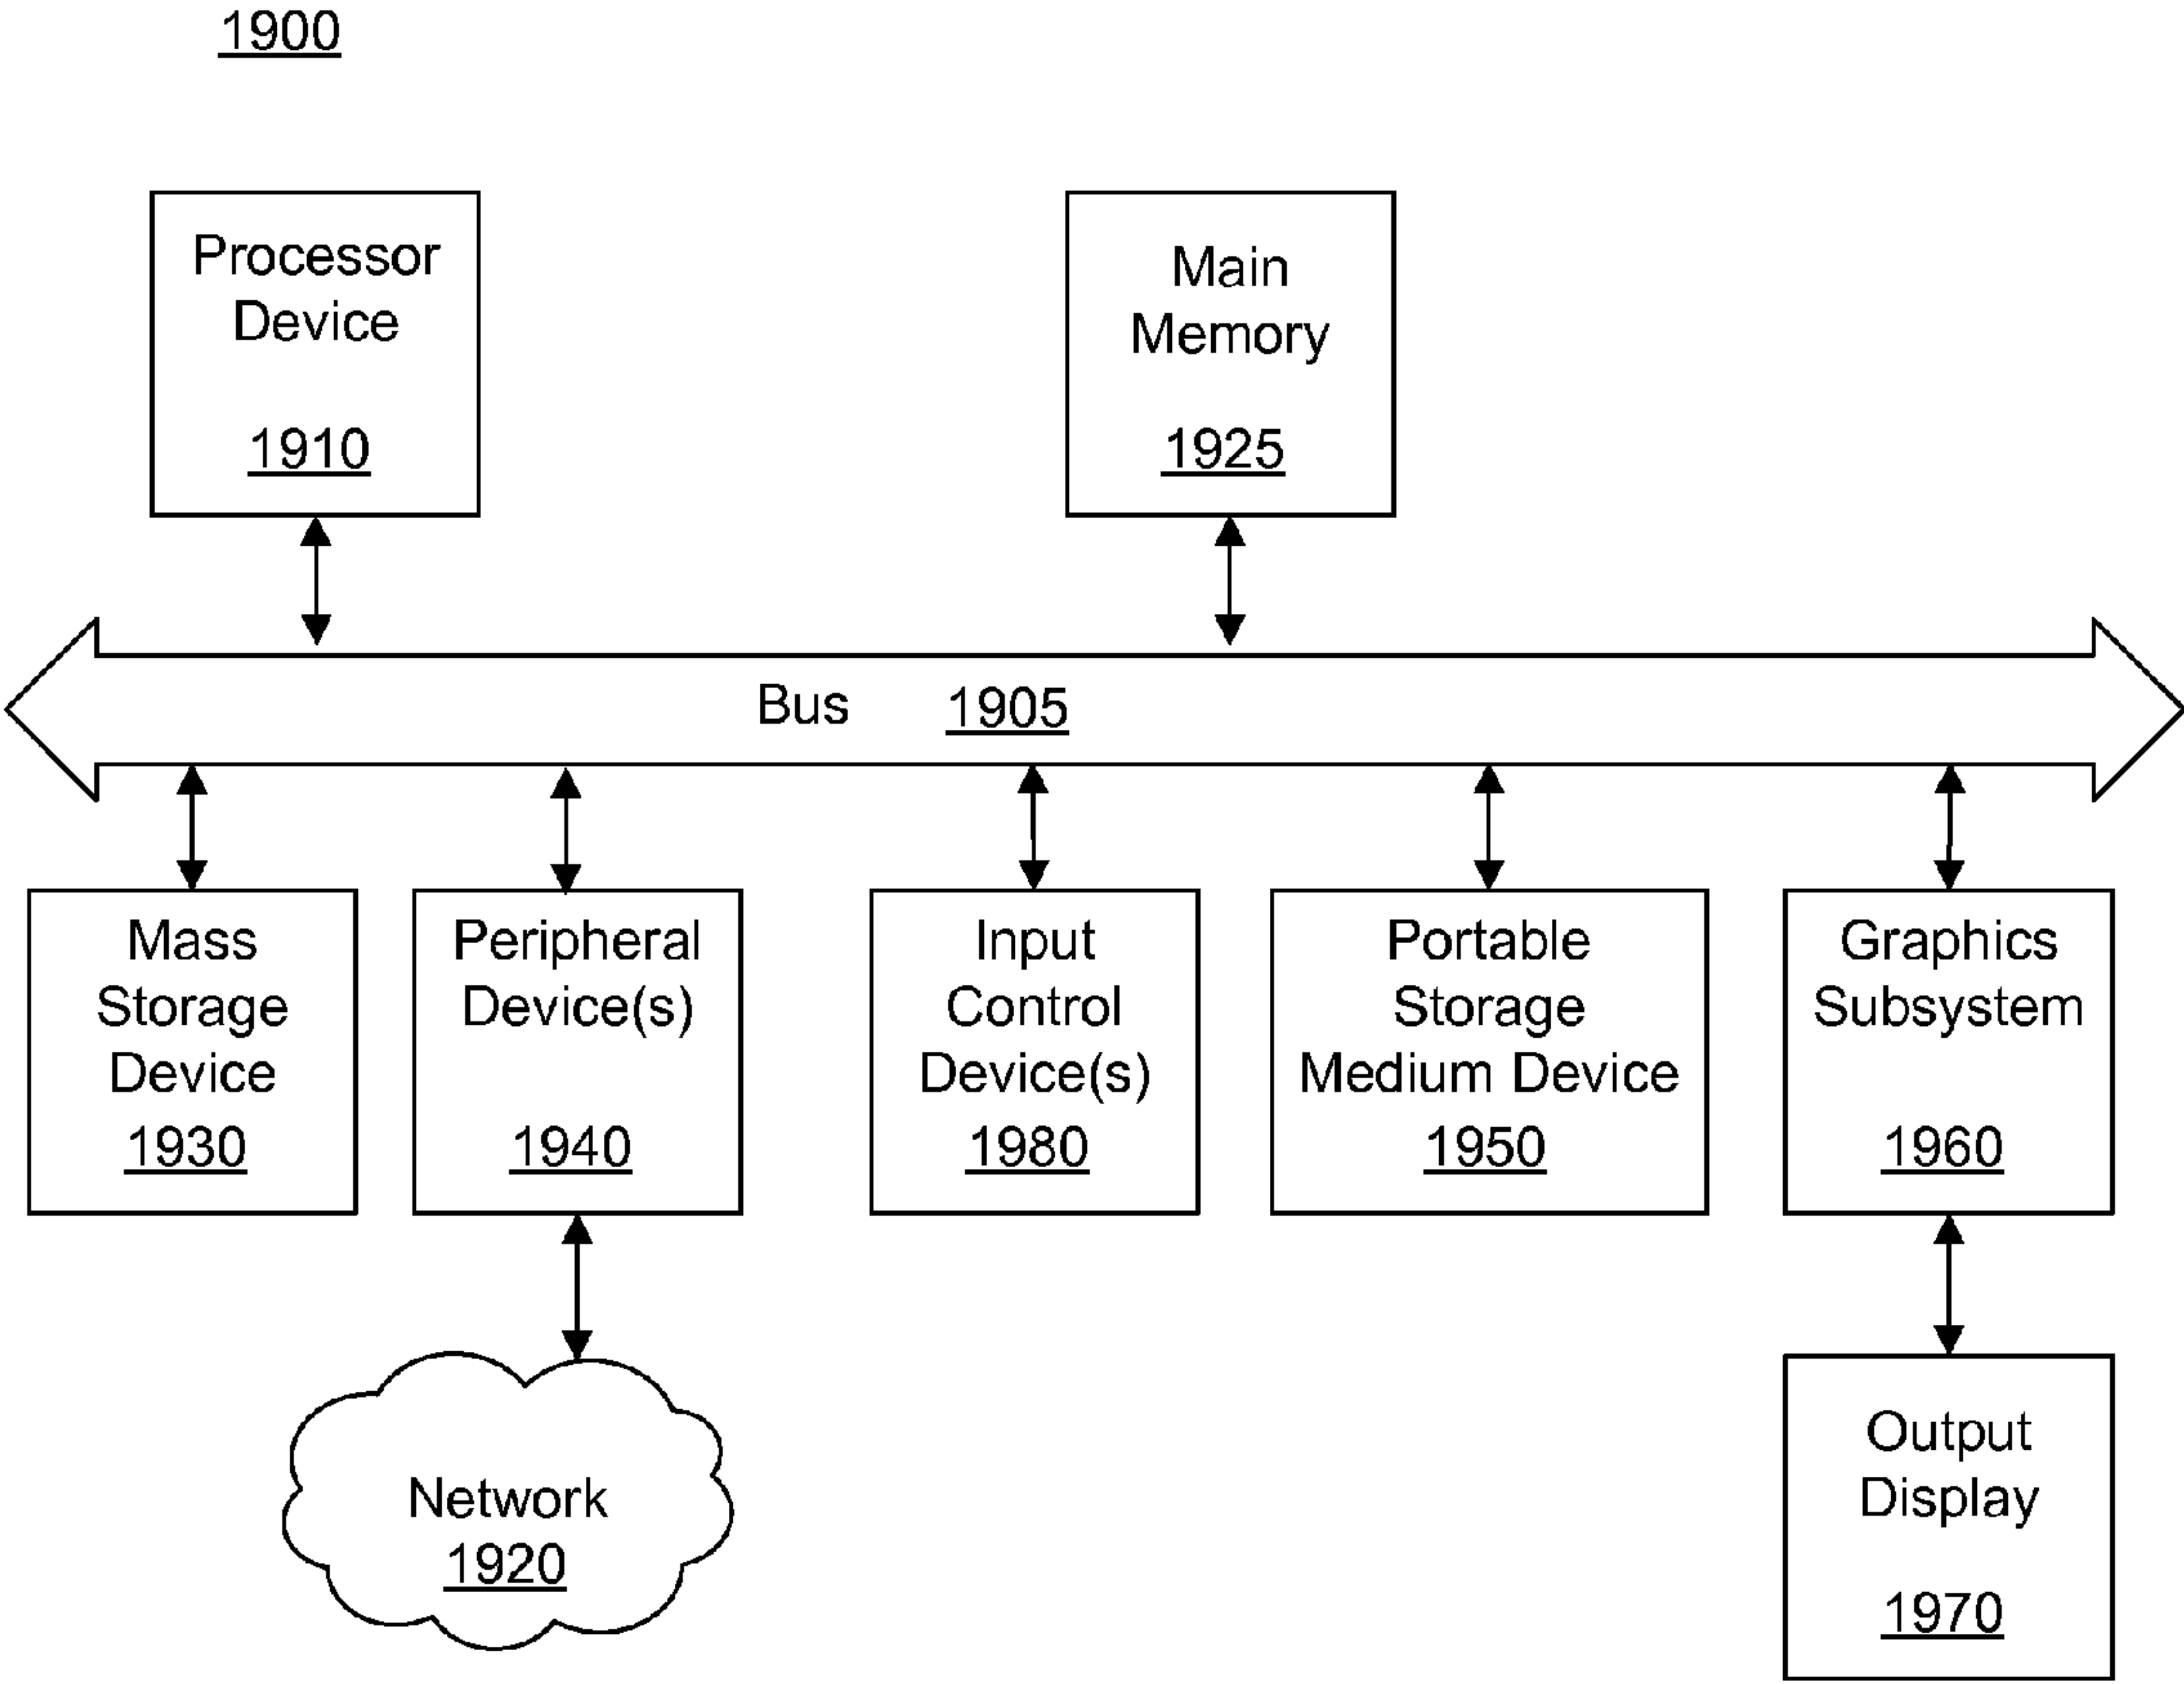 1900
Processor
Device
1910
Main
Memory
1925
Bus 1905
Mass
Storage
Device
1930
Peripheral
Device(s)
1940
Input
Control
Device(s)
1980
Portable
Storage
Medium Device
1950
Graphics
Subsystem
1960
Network
1920
Output
Display
1970